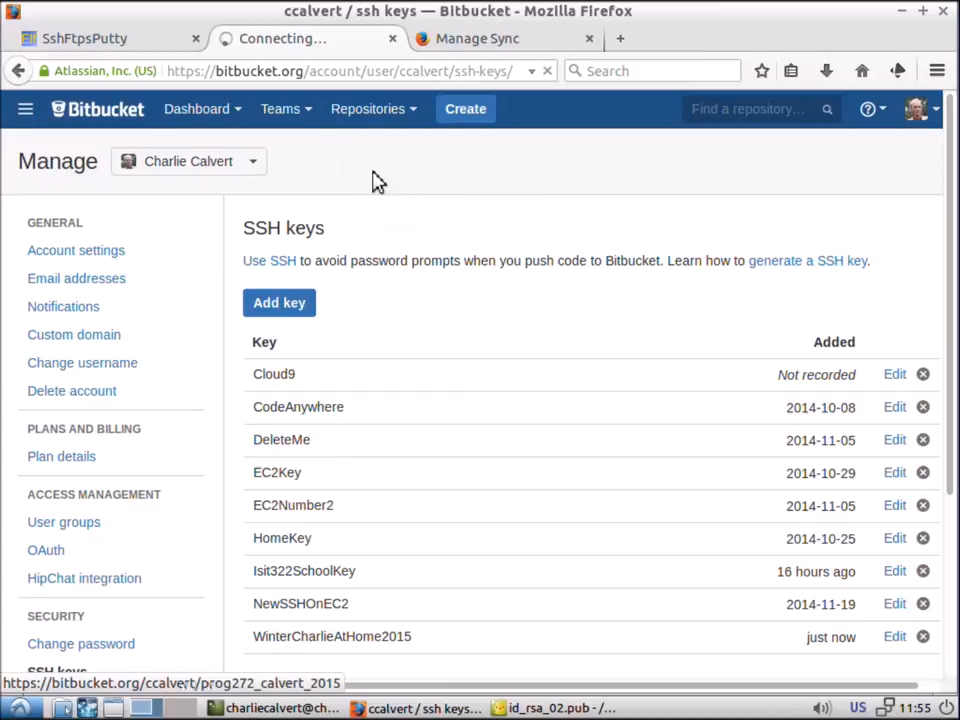 ccalvert / ssh keys — Bitbucket - Mozilla Firefox
SshFtpsPutty
Connecting...
Manage Sync
Atlassian, Inc. (US)
https://bitbucket.org/account/user/ccalvert/ssh-keys/
Search
Bitbucket
Dashboard
Teams
Repositories
Create
Find a repository...
Manage
Charlie Calvert
GENERAL
Account settings
Email addresses
Notifications
Custom domain
Change username
Delete account
PLANS AND BILLING
Plan details
ACCESS MANAGEMENT
User groups
OAuth
HipChat integration
SECURITY
Change password
SSH keys
SSH keys
Use SSH to avoid password prompts when you push code to Bitbucket. Learn how to generate a SSH key.
Add key
Key Added
Cloud9 Not recorded Edit
CodeAnywhere 2014-10-08 Edit
DeleteMe 2014-11-05 Edit
EC2Key 2014-10-29 Edit
EC2Number2 2014-11-05 Edit
HomeKey 2014-10-25 Edit
Isit322SchoolKey 16 hours ago Edit
NewSSHOnEC2 2014-11-19 Edit
WinterCharlieAtHome2015 just now Edit
https://bitbucket.org/ccalvert/prog272_calvert_2015
charliecalvert@ch...
ccalvert / ssh keys...
id_rsa_02.pub - /...
US
11:55